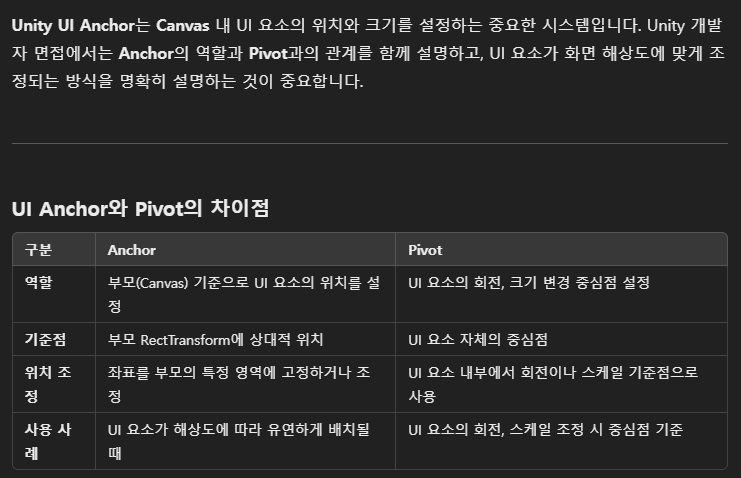 Unity UI Anchor는 Canvas 내 UI 요소의 위치와 크기를 설정하는 중요한 시스템입니다. Unity 개발
자 면접에서는 Anchor의 역할과 Pivot과의 관계를 함께 설명하고, UI 요소가 화면 해상도에 맞게 조
정되는 방식을 명확히 설명하는 것이 중요합니다.
UI Anchor와 Pivot의 차이점
구분 Anchor Pivot
역할 부모(Canvas) 기준으로 UI 요소의 위치를 설 UI 요소의 회전, 크기 변경 중심점 설정
정
기준점 부모 RectTransform에 상대적 위치 UI 요소 자체의 중심점
위치 조 좌표를 부모의 특정 영역에 고정하거나 조 UI 요소 내부에서 회전이나 스케일 기준점으로
정 정 사용
사용 사 UI 요소가 해상도에 따라 유연하게 배치될 UI 요소의 회전, 스케일 조정 시 중심점 기준
례 때